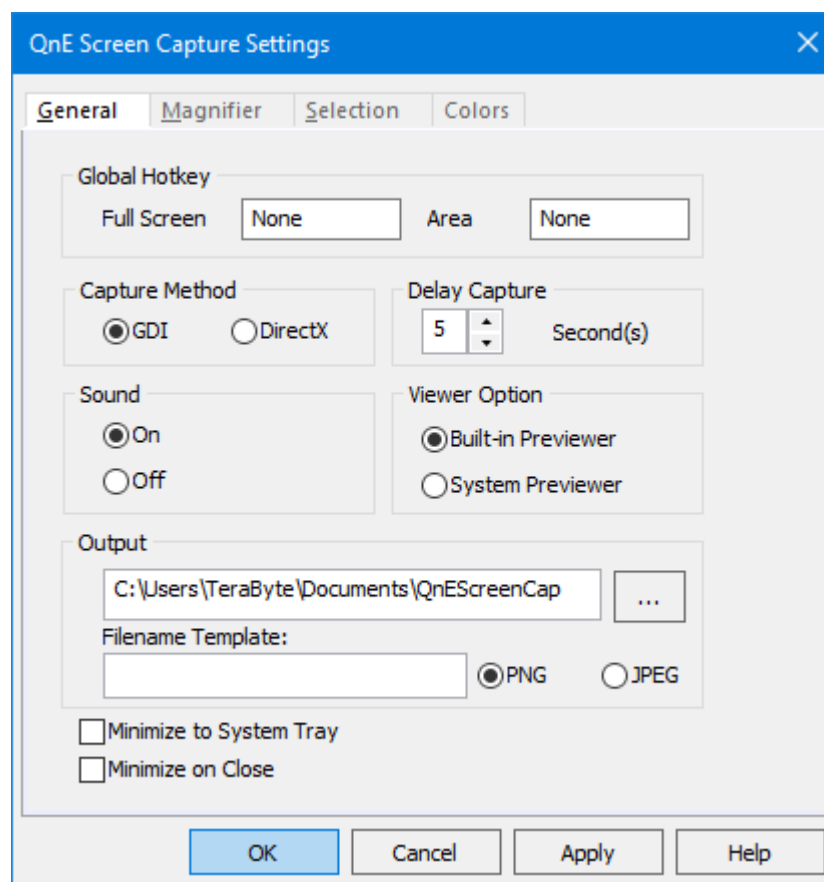 QnE Screen Capture Settings
General Magnifier Selection Colors
Global Hotkey
Full Screen None Area None
Capture Method Delay Capture
GDI DirectX 5 Second(s)
Sound Viewer Option
On Built-in Previewer
Off System Previewer
Output
C:\Users\TeraByte\Documents\QnEScreenCap ...
Filename Template:
PNG JPEG
Minimize to System Tray
Minimize on Close
OK Cancel Apply Help